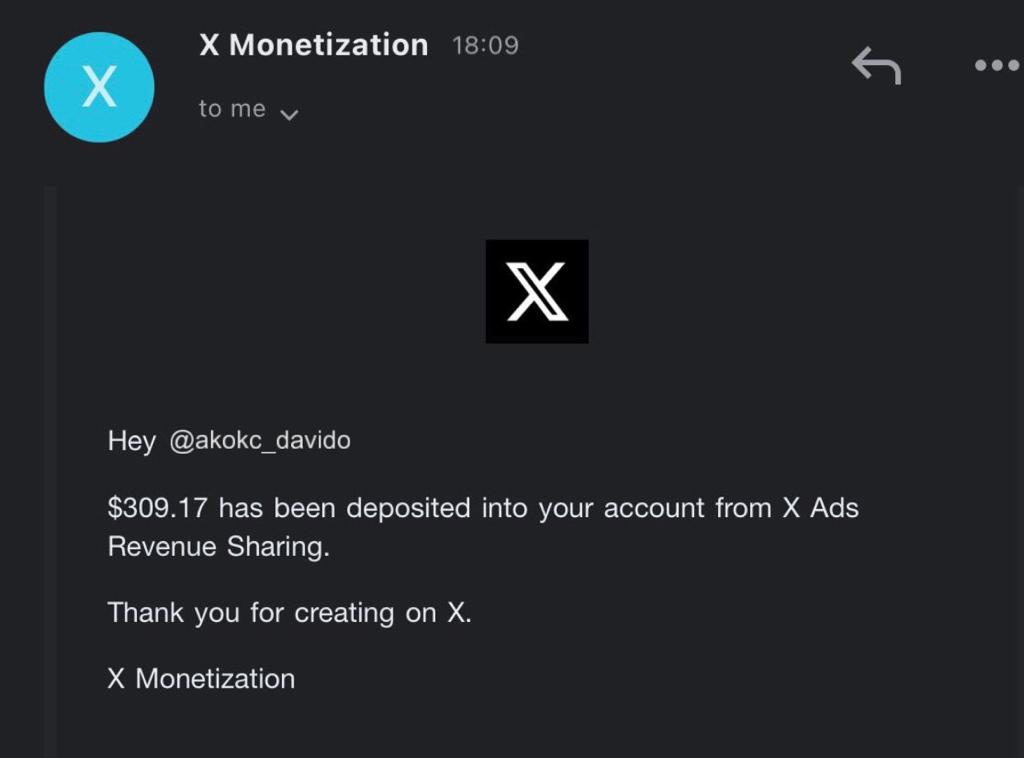 X Monetization 18:09
X
to me
X
Hey @akokc_davido
$309.17 has been deposited into your account from X Ads
Revenue Sharing.
Thank you for creating on X.
X Monetization